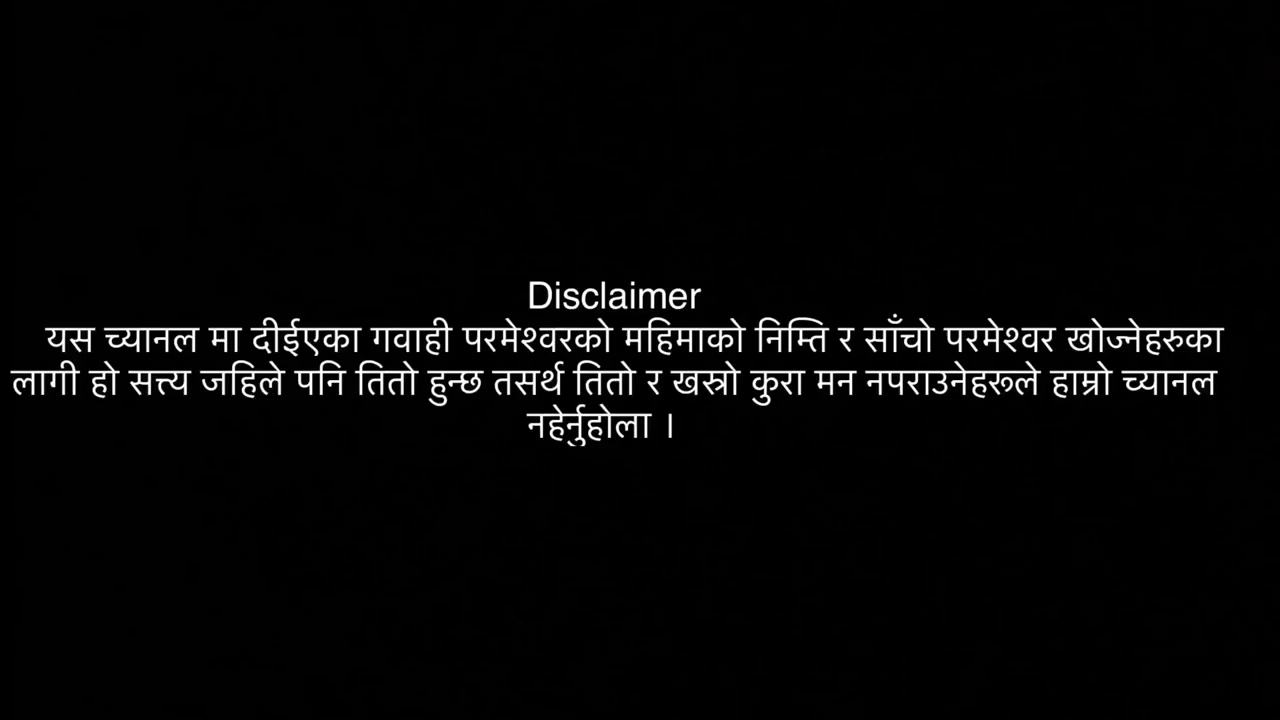 Disclaimer
यस च्यानल मा दीईएका गवाही परमेश्वरको महिमाको निम्ति र साँचो परमेश्वर खोज्नेहरुका
लागी हो सत्त्य जहिले पनि तितो हुन्छ तसर्थ तितो र खस्रो कुरा मन नपराउनेहरूले हाम्रो च्यानल
नहेर्नुहोला ।